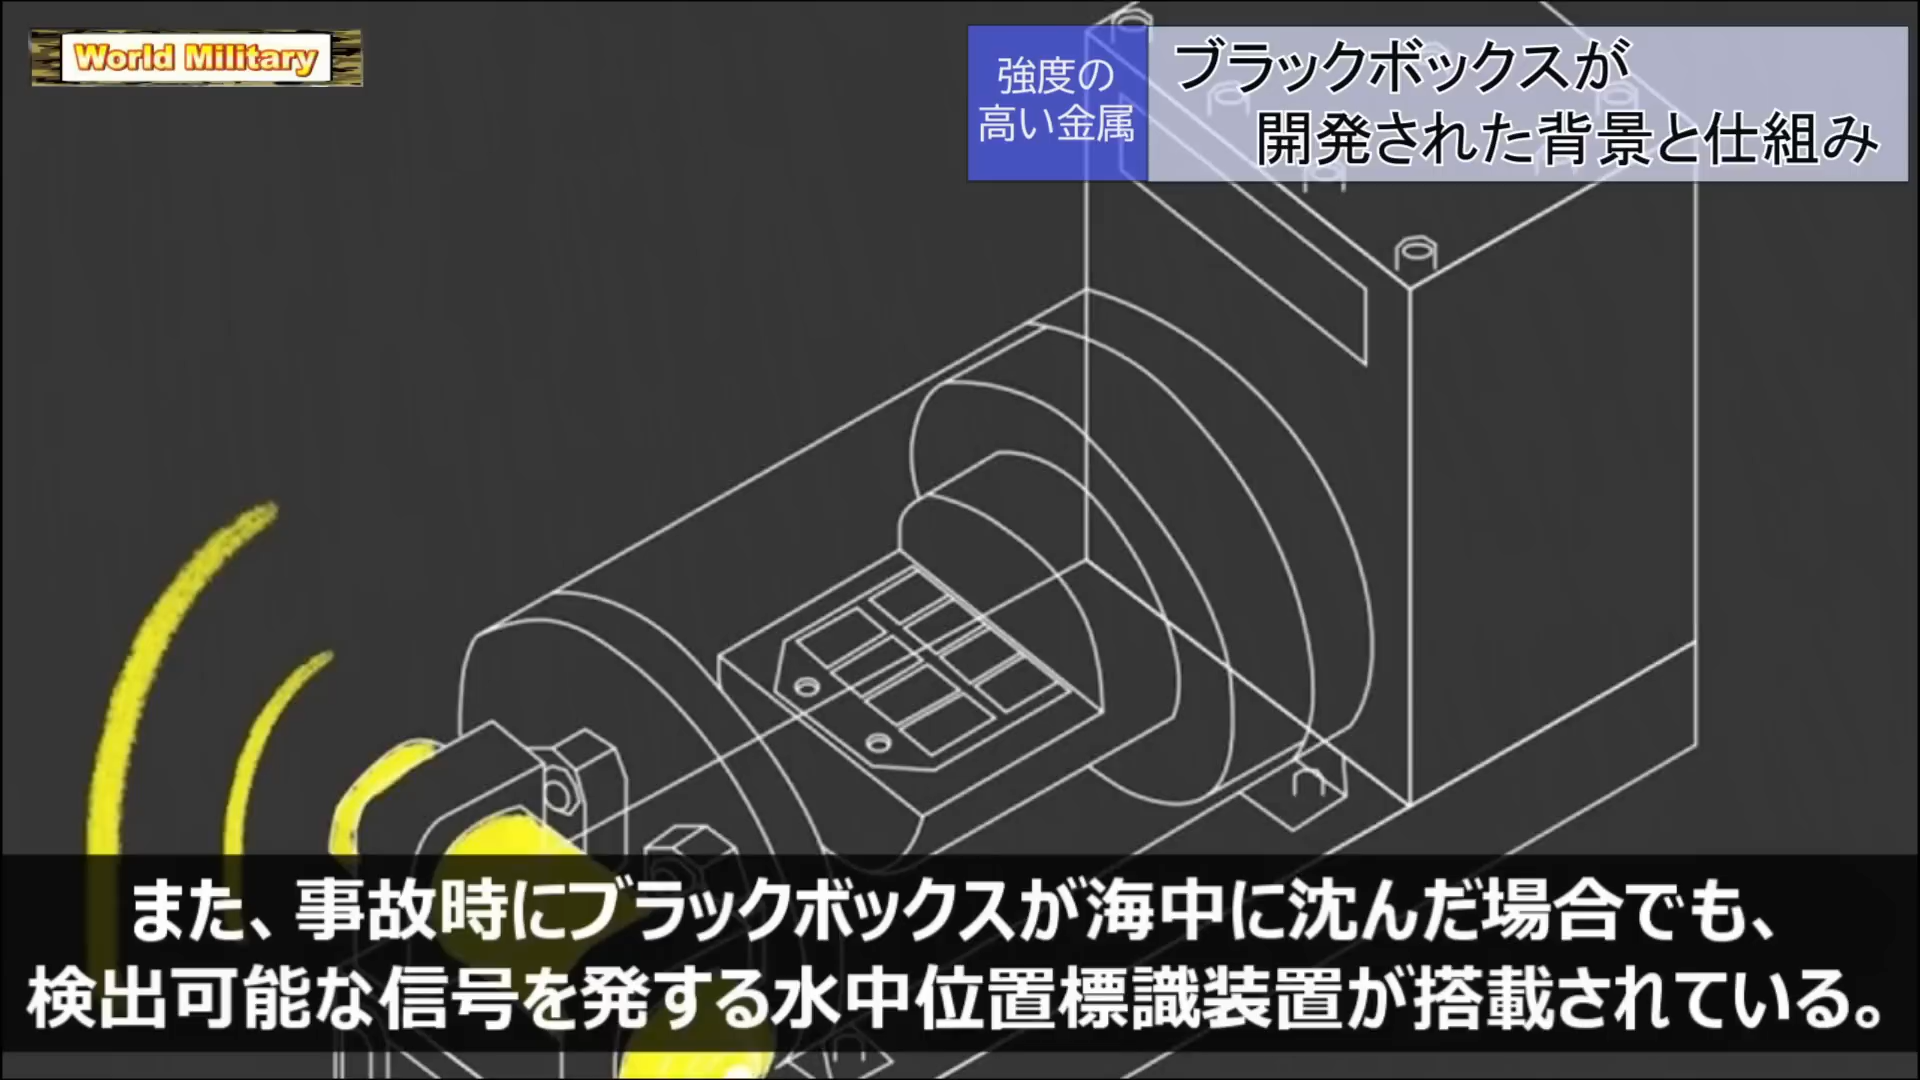 World Military
強度の
高い金属
ブラックボックスが
開発された背景と仕組み
また、事故時にブラックボックスが海中に沈んだ場合でも、
検出可能な信号を発する水中位置標識装置が搭載されている。